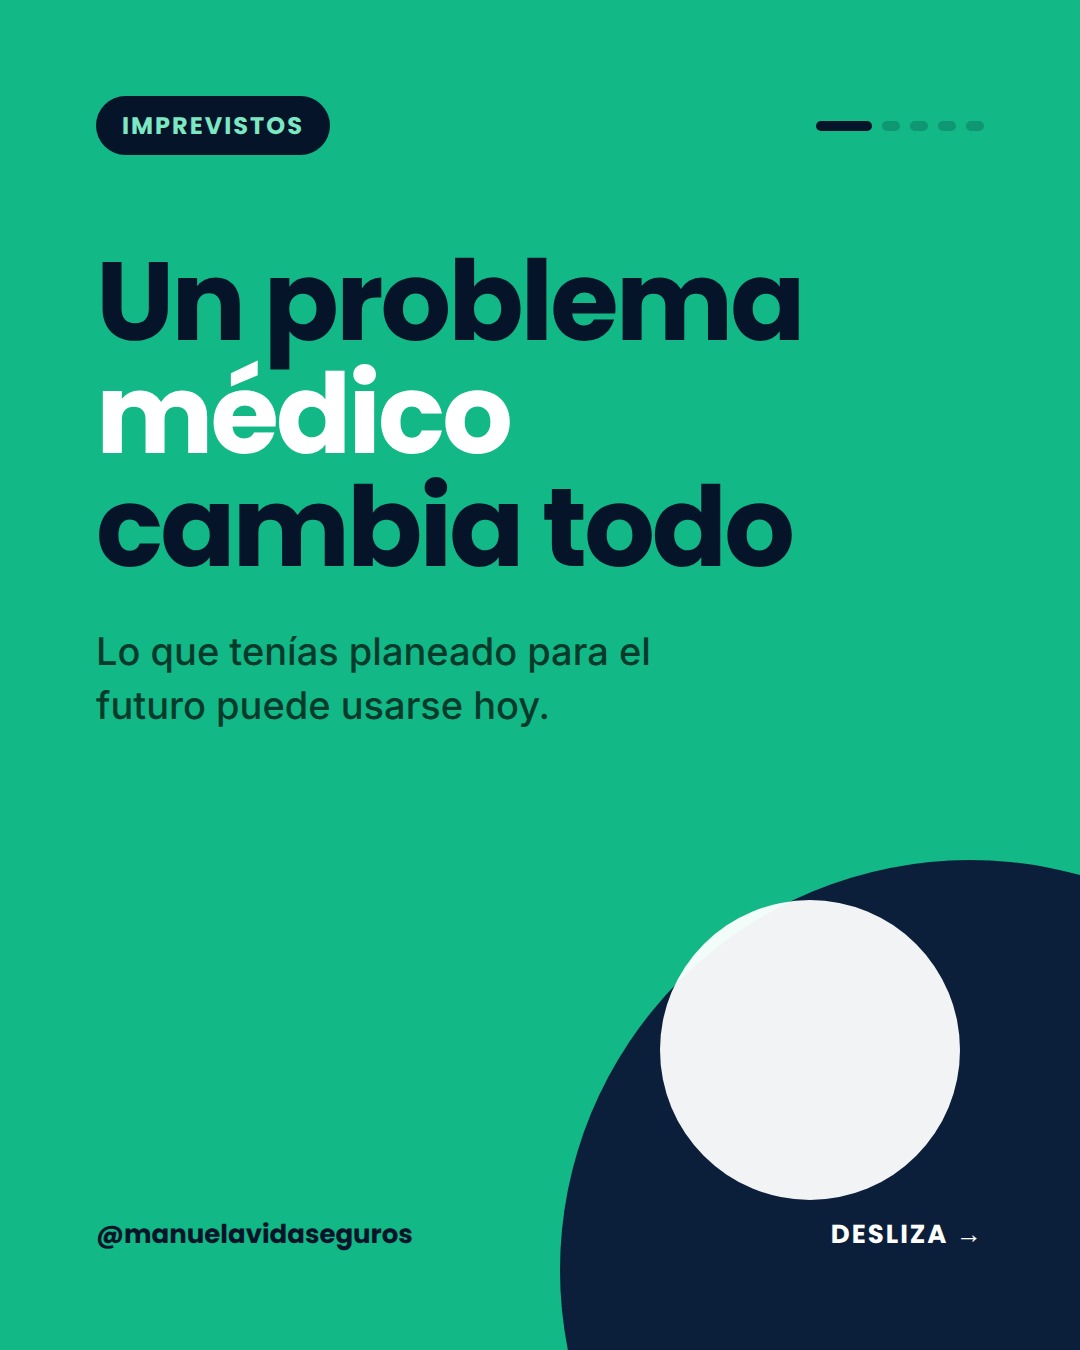 IMPREVISTOS
Un problema
médico
cambia todo
Lo que tenías planeado para el
futuro puede usarse hoy.
@manuelavidaseguros
DESLIZA →